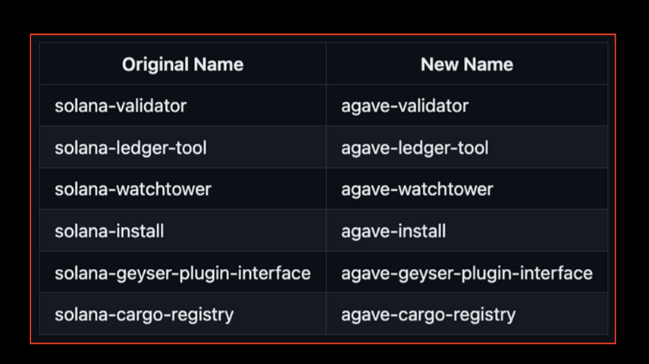 Original Name New Name
solana-validator agave-validator
solana-ledger-tool agave-ledger-tool
solana-watchtower agave-watchtower
solana-install agave-install
solana-geyser-plugin-interface agave-geyser-plugin-interface
solana-cargo-registry agave-cargo-registry